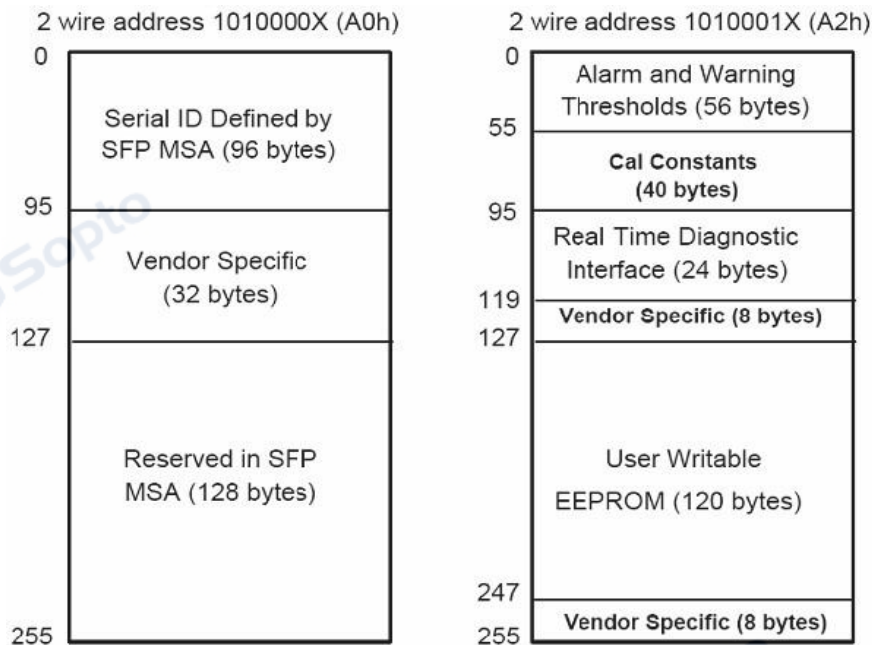 2 wire address 1010000X (A0h)
0
Serial ID Defined by
SFP MSA (96 bytes)
95
Vendor Specific
(32 bytes)
127
Reserved in SFP
MSA (128 bytes)
255
2 wire address 1010001X (A2h)
0
Alarm and Warning
Thresholds (56 bytes)
55
Cal Constants
(40 bytes)
95
Real Time Diagnostic
Interface (24 bytes)
119
Vendor Specific (8 bytes)
127
User Writable
EEPROM (120 bytes)
247
Vendor Specific (8 bytes)
255
Sopto